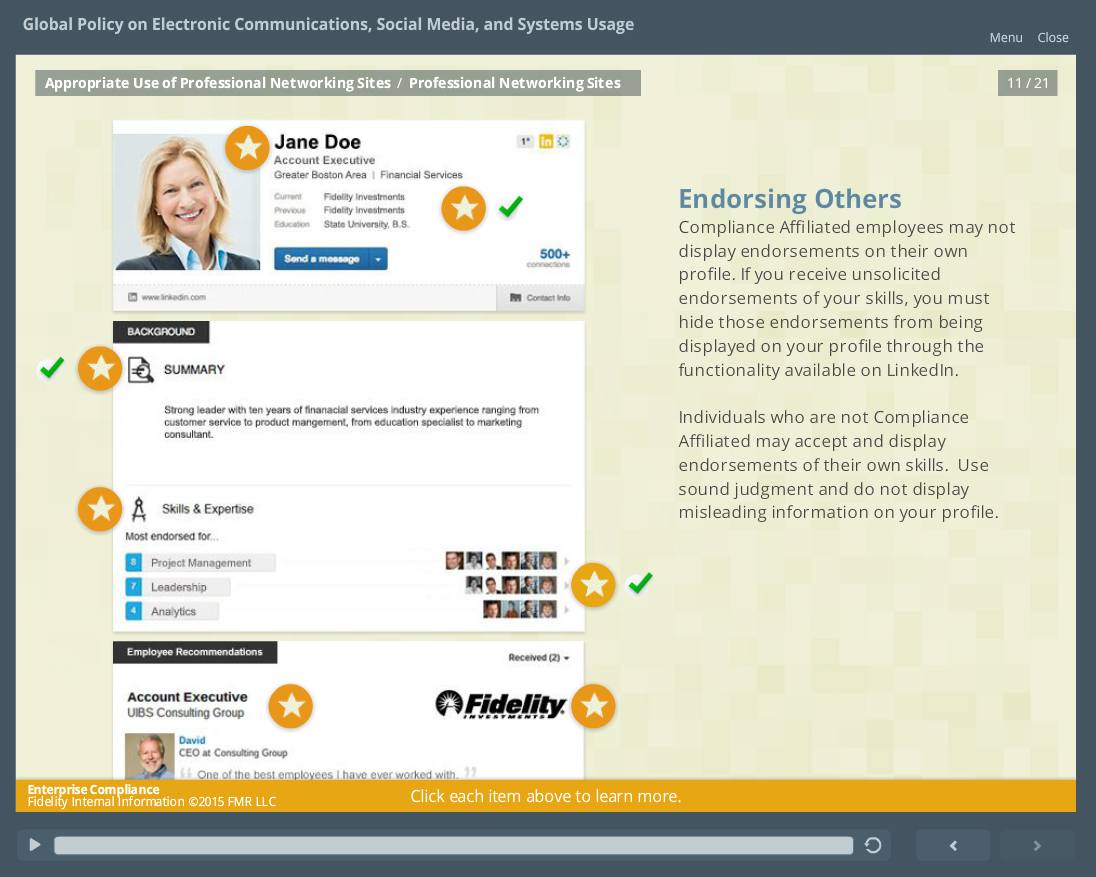 Global Policy on Electronic Communications, Social Media, and Systems Usage
Menu Close
Appropriate Use of Professional Networking Sites / Professional Networking Sites
11 / 21
Jane Doe
1°
in
Account Executive
Greater Boston Area | Financial Services
Current Fidelity Investments
Previous Fidelity Investments
Education State University, B.S.
Send a message
500+
connections
in www.linkedin.com
Contact Info
BACKGROUND
SUMMARY
Strong leader with ten years of finanacial services industry experience ranging from
customer service to product mangement, from education specialist to marketing
consultant.
Skills & Expertise
Most endorsed for...
8 Project Management
7 Leadership
4 Analytics
Employee Recommendations
Received (2)
Account Executive
UIBS Consulting Group
Fidelity
INVESTMENTS
David
CEO at Consulting Group
“ One of the best employees I have ever worked with. ”
Endorsing Others
Compliance Affiliated employees may not
display endorsements on their own
profile. If you receive unsolicited
endorsements of your skills, you must
hide those endorsements from being
displayed on your profile through the
functionality available on LinkedIn.
Individuals who are not Compliance
Affiliated may accept and display
endorsements of their own skills.  Use
sound judgment and do not display
misleading information on your profile.
Enterprise Compliance
Fidelity Internal Information ©2015 FMR LLC
Click each item above to learn more.